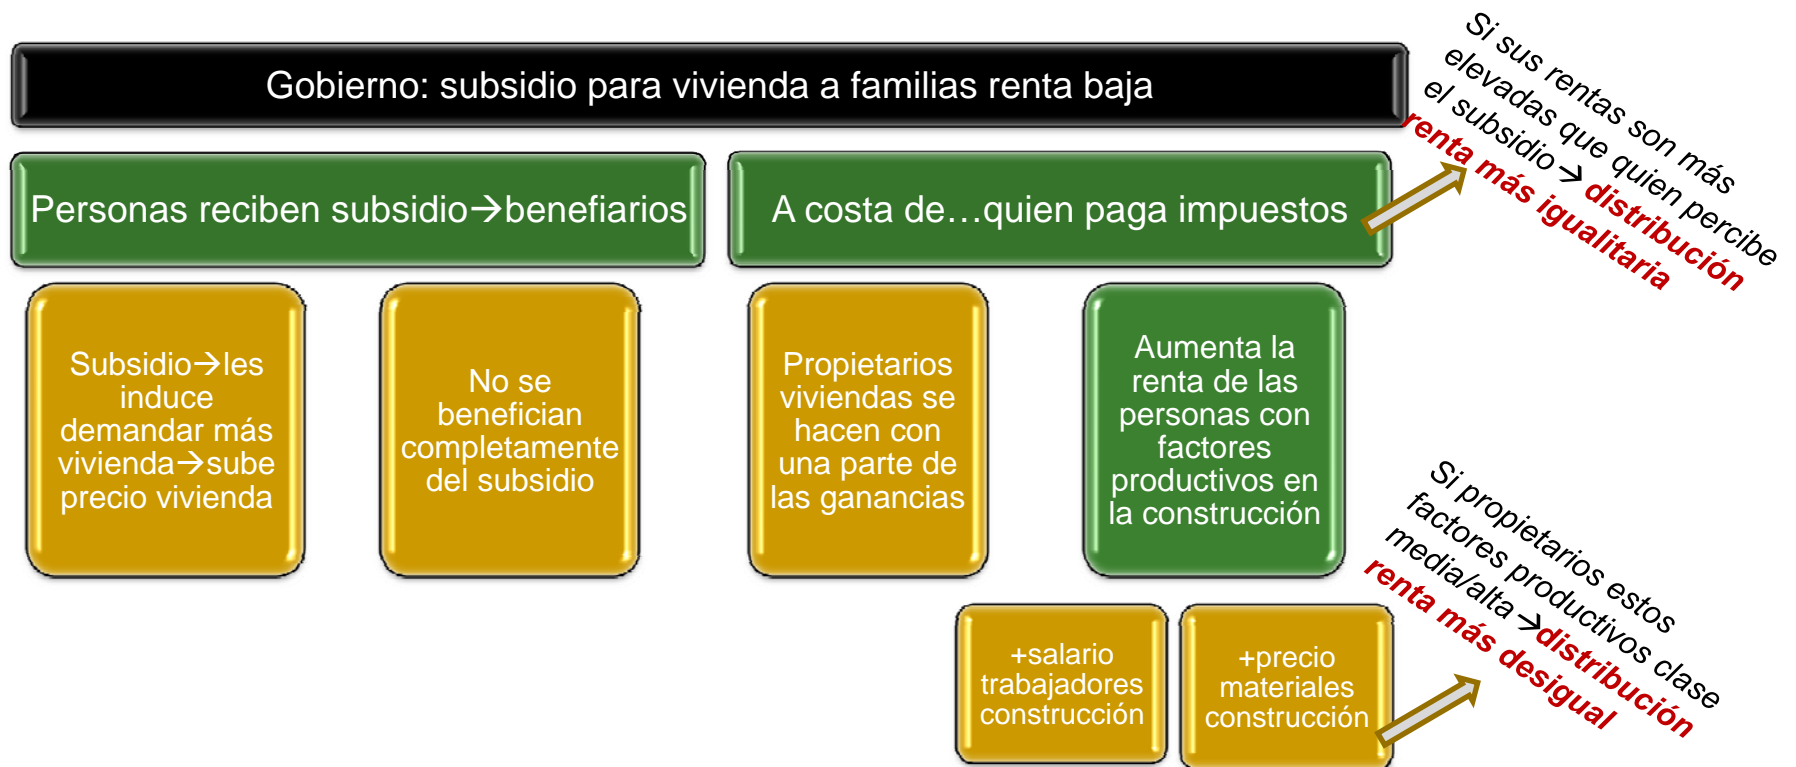 Gobierno: subsidio para vivienda a familias renta baja
Si sus rentas son más
elevadas que quien percibe
el subsidio → distribución
renta más igualitaria
Personas reciben subsidio→benefiarios
A costa de…quien paga impuestos
Subsidio→les
induce
demandar más
vivienda→sube
precio vivienda
No se
benefician
completamente
del subsidio
Propietarios
viviendas se
hacen con
una parte de
las ganancias
Aumenta la
renta de las
personas con
factores
productivos en
la construcción
+salario
trabajadores
construcción
+precio
materiales
construcción
Si propietarios estos
factores productivos clase
media/alta →distribución
renta más desigual